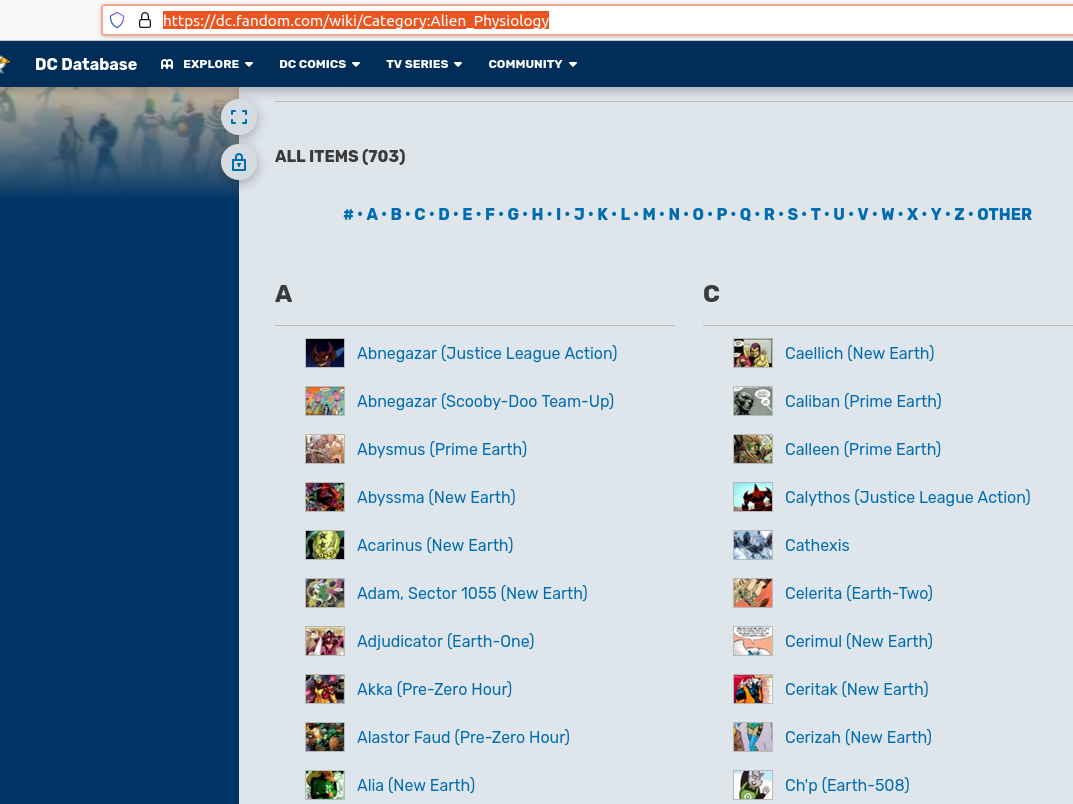 https://dc.fandom.com/wiki/Category:Alien_Physiology
DC Database EXPLORE DC COMICS TV SERIES COMMUNITY
ALL ITEMS (703)
# • A • B • C • D • E • F • G • H • I • J • K • L • M • N • O • P • Q • R • S • T • U • V • W • X • Y • Z • OTHER
A
Abnegazar (Justice League Action)
Abnegazar (Scooby-Doo Team-Up)
Abysmus (Prime Earth)
Abyssma (New Earth)
Acarinus (New Earth)
Adam, Sector 1055 (New Earth)
Adjudicator (Earth-One)
Akka (Pre-Zero Hour)
Alastor Faud (Pre-Zero Hour)
Alia (New Earth)
C
Caellich (New Earth)
Caliban (Prime Earth)
Calleen (Prime Earth)
Calythos (Justice League Action)
Cathexis
Celerita (Earth-Two)
Cerimul (New Earth)
Ceritak (New Earth)
Cerizah (New Earth)
Ch'p (Earth-508)